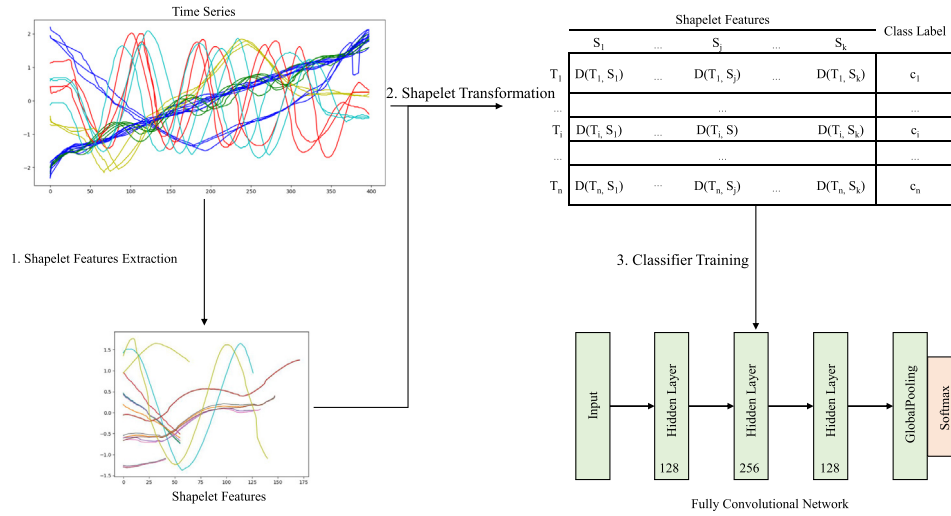 Time Series
2
1
0
−1
−2
0
50
100
150
200
250
300
350
400
1. Shapelet Features Extraction
2. Shapelet Transformation
1.5
1.0
0.5
0.0
−0.5
−1.0
−1.5
0
25
50
75
100
125
150
175
Shapelet Features
Shapelet Features
Class Label
S1 ... Sj ... Sk
T1 D(T1, S1) ... D(T1, Sj) ... D(T1, Sk) c1
... ... ...
Ti D(Ti, S1) D(Ti, S) D(Ti, Sk) ci
... ... ...
Tn D(Tn, S1) ... D(Tn, Sj) ... D(Tn, Sk) cn
3. Classifier Training
Input
Hidden Layer
128
Hidden Layer
256
Hidden Layer
128
GlobalPooling
Softmax
Fully Convolutional Network